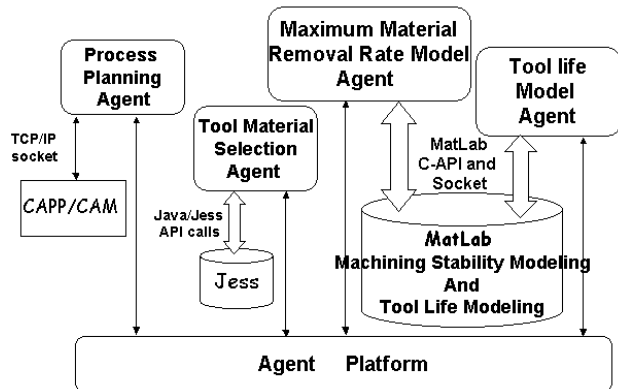 Process
Planning
Agent
Maximum Material
Removal Rate Model
Agent
Tool life
Model
Agent
TCP/IP
socket
Tool Material
Selection
Agent
MatLab
C-API and
Socket
CAPP/CAM
Java/Jess
API calls
Jess
MatLab
Machining Stability Modeling
And
Tool Life Modeling
Agent Platform